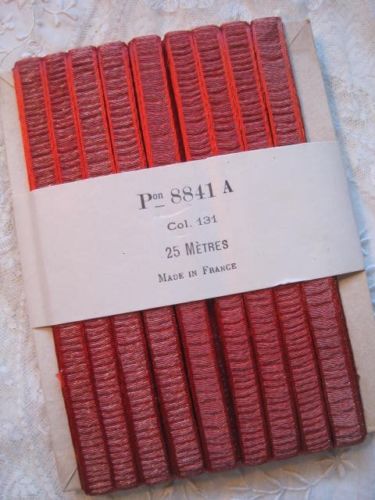 Pon 8841 A
Col. 131
25 MÈTRES
MADE IN FRANCE